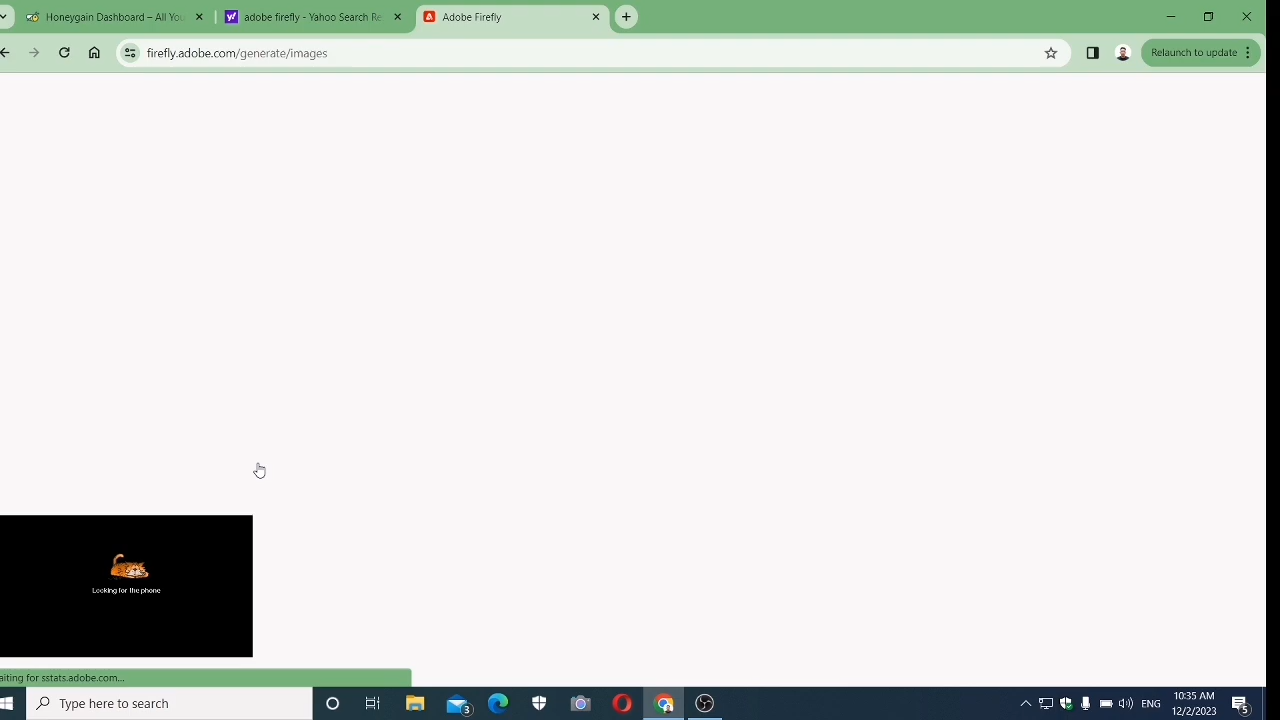 Honeygain Dashboard – All You
adobe firefly - Yahoo Search Re
Adobe Firefly
firefly.adobe.com/generate/images
Relaunch to update
Looking for the phone
aiting for sstats.adobe.com...
Type here to search
3
ENG
10:35 AM
12/2/2023
5